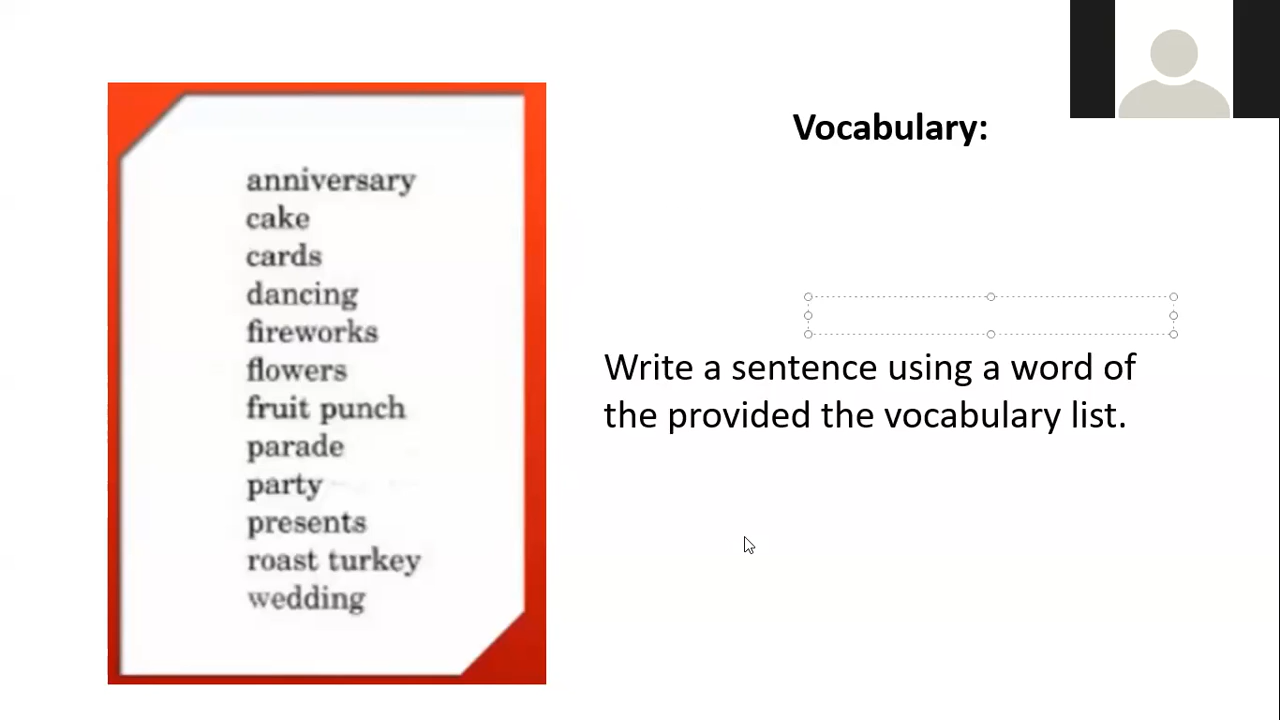 anniversary
cake
cards
dancing
fireworks
flowers
fruit punch
parade
party
presents
roast turkey
wedding
Vocabulary:
Write a sentence using a word of
the provided the vocabulary list.